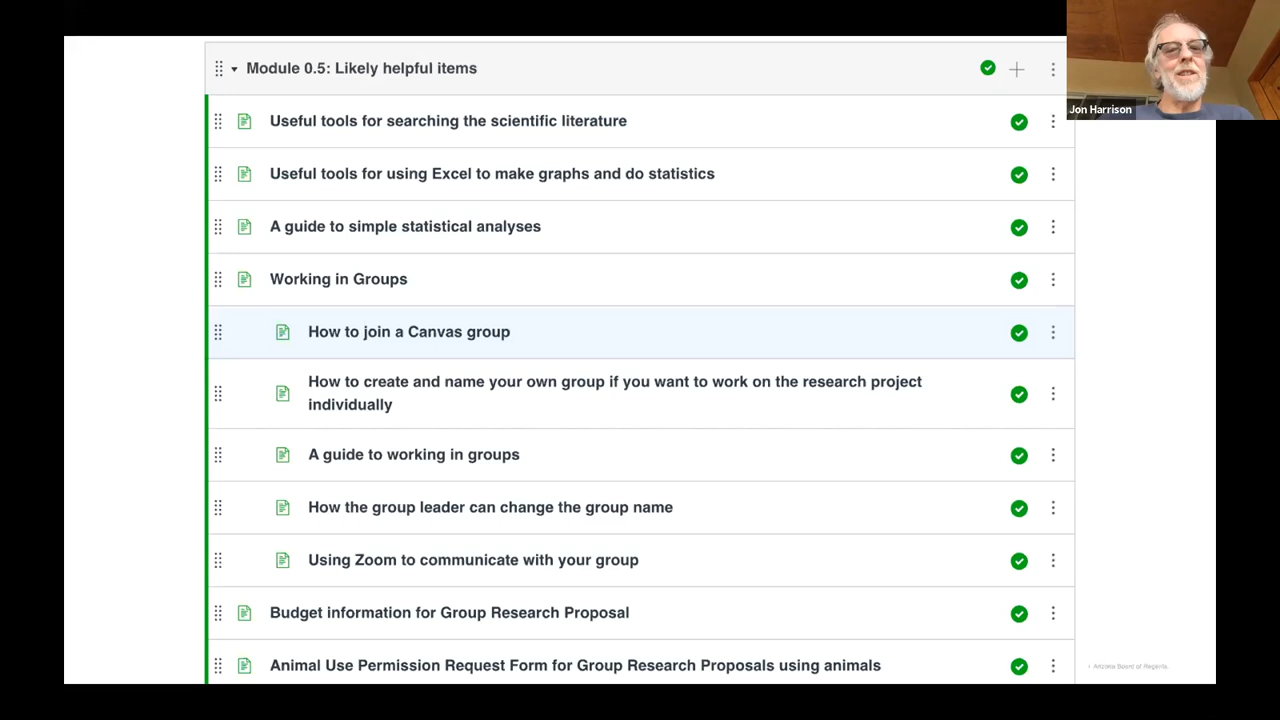 Module 0.5: Likely helpful items
Jon Harrison
Useful tools for searching the scientific literature
Useful tools for using Excel to make graphs and do statistics
A guide to simple statistical analyses
Working in Groups
How to join a Canvas group
How to create and name your own group if you want to work on the research project
individually
A guide to working in groups
How the group leader can change the group name
Using Zoom to communicate with your group
Budget information for Group Research Proposal
Animal Use Permission Request Form for Group Research Proposals using animals
Arizona Board of Regents.